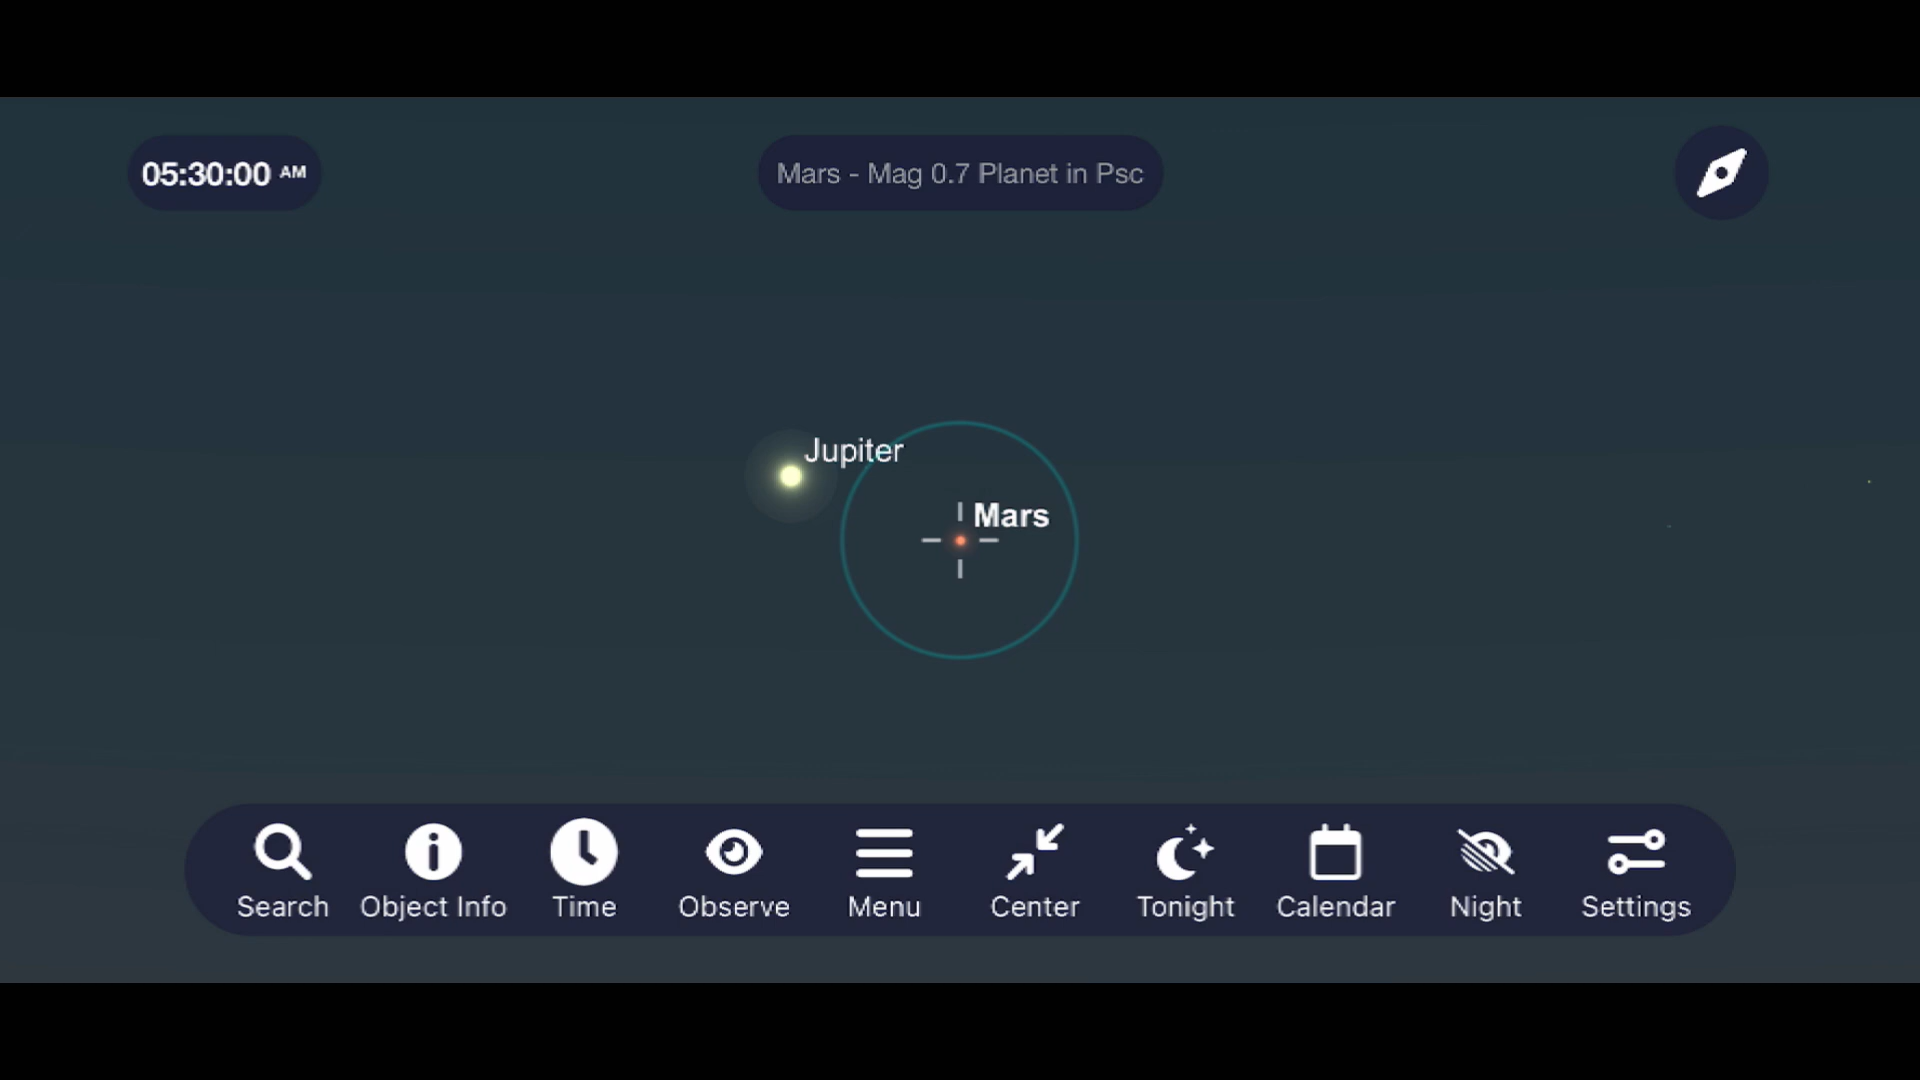 05:30:00 AM
Mars - Mag 0.7 Planet in Psc
Jupiter
Mars
Search
Object Info
Time
Observe
Menu
Center
Tonight
Calendar
Night
Settings